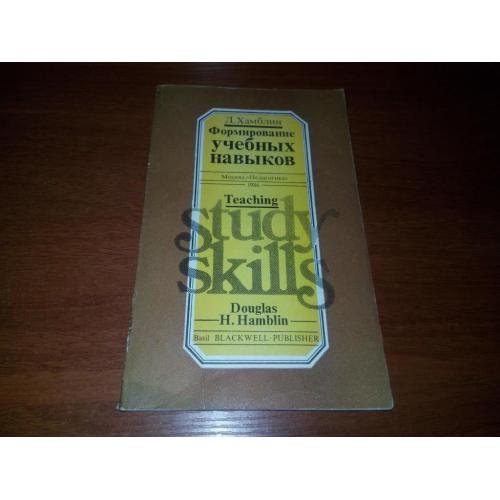 Д.Хамблин
Формирование
учебных
навыков
Москва «Педагогика»
1986
Teaching
study
skills
Douglas
H. Hamblin
Basil BLACKWELL · PUBLISHER